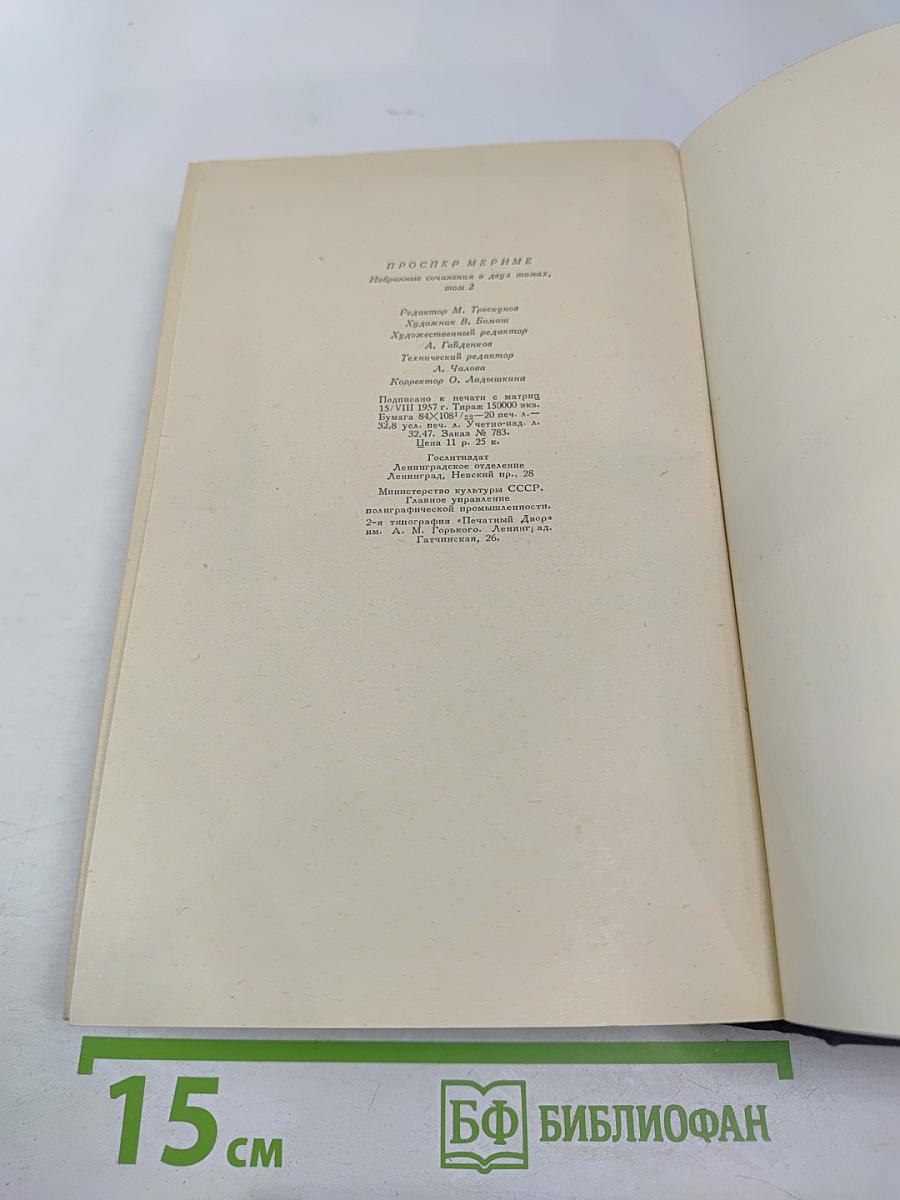 ПРОСПЕР МЕРИМЕ
Избранные сочинения в двух томах,
том 2
Редактор М. Трескунов
Художник В. Бомаш
Художественный редактор
А. Гайденков
Технический редактор
Л. Чалова
Корректор О. Ладышкина
Подписано к печати с матриц
15/VIII 1957 г. Тираж 150000 экз.
Бумага 84×108¹/₃₂—20 печ. л.—
32,8 усл. печ. л. Учетно-изд. л.
32,47. Заказ № 783.
Цена 11 р. 25 к.
Гослитиздат
Ленинградское отделение
Ленинград, Невский пр., 28
Министерство культуры СССР.
Главное управление
полиграфической промышленности.
2-я типография «Печатный Двор»
им. А. М. Горького. Ленинград.
Гатчинская, 26.
15 см
БФ БИБЛИОФАН